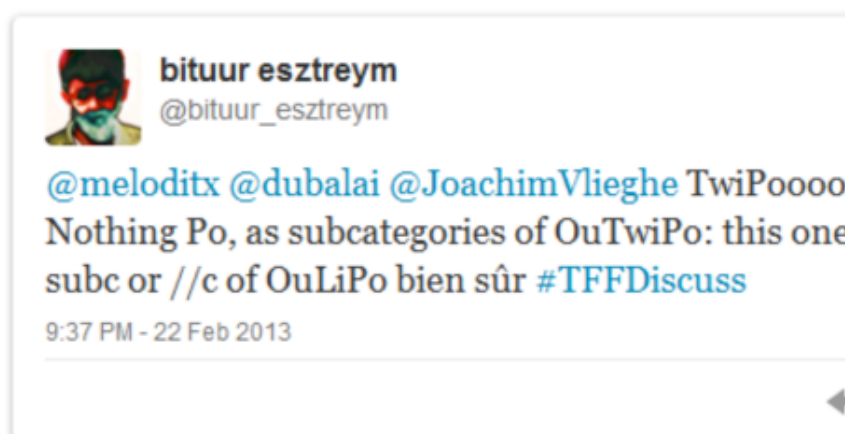 bituur esztreym
@bituur_esztreym
@meloditx @dubalai @JoachimVlieghe TwiPoooo
Nothing Po, as subcategories of OuTwiPo: this one
subc or //c of OuLiPo bien sûr #TFFDiscuss
9:37 PM - 22 Feb 2013